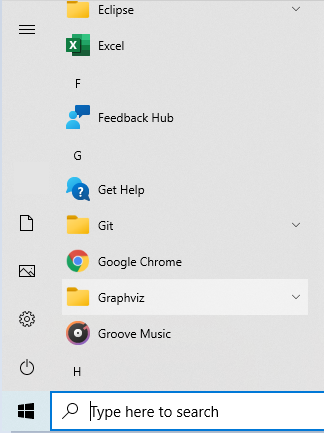 Eclipse
Excel
F
Feedback Hub
G
Get Help
Git
Google Chrome
Graphviz
Groove Music
H
Type here to search